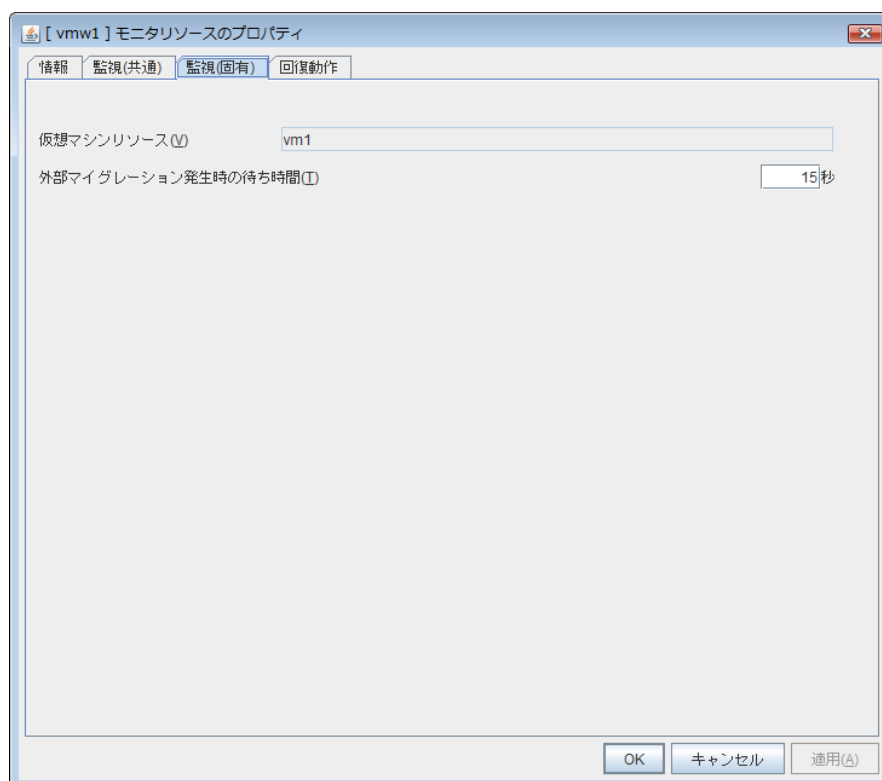 [ vmw1 ] モニタリソースのプロパティ
情報 監視(共通) 監視(固有) 回復動作
仮想マシンリソース(V) vm1
外部マイグレーション発生時の待ち時間(T) 15 秒
OK キャンセル 適用(A)